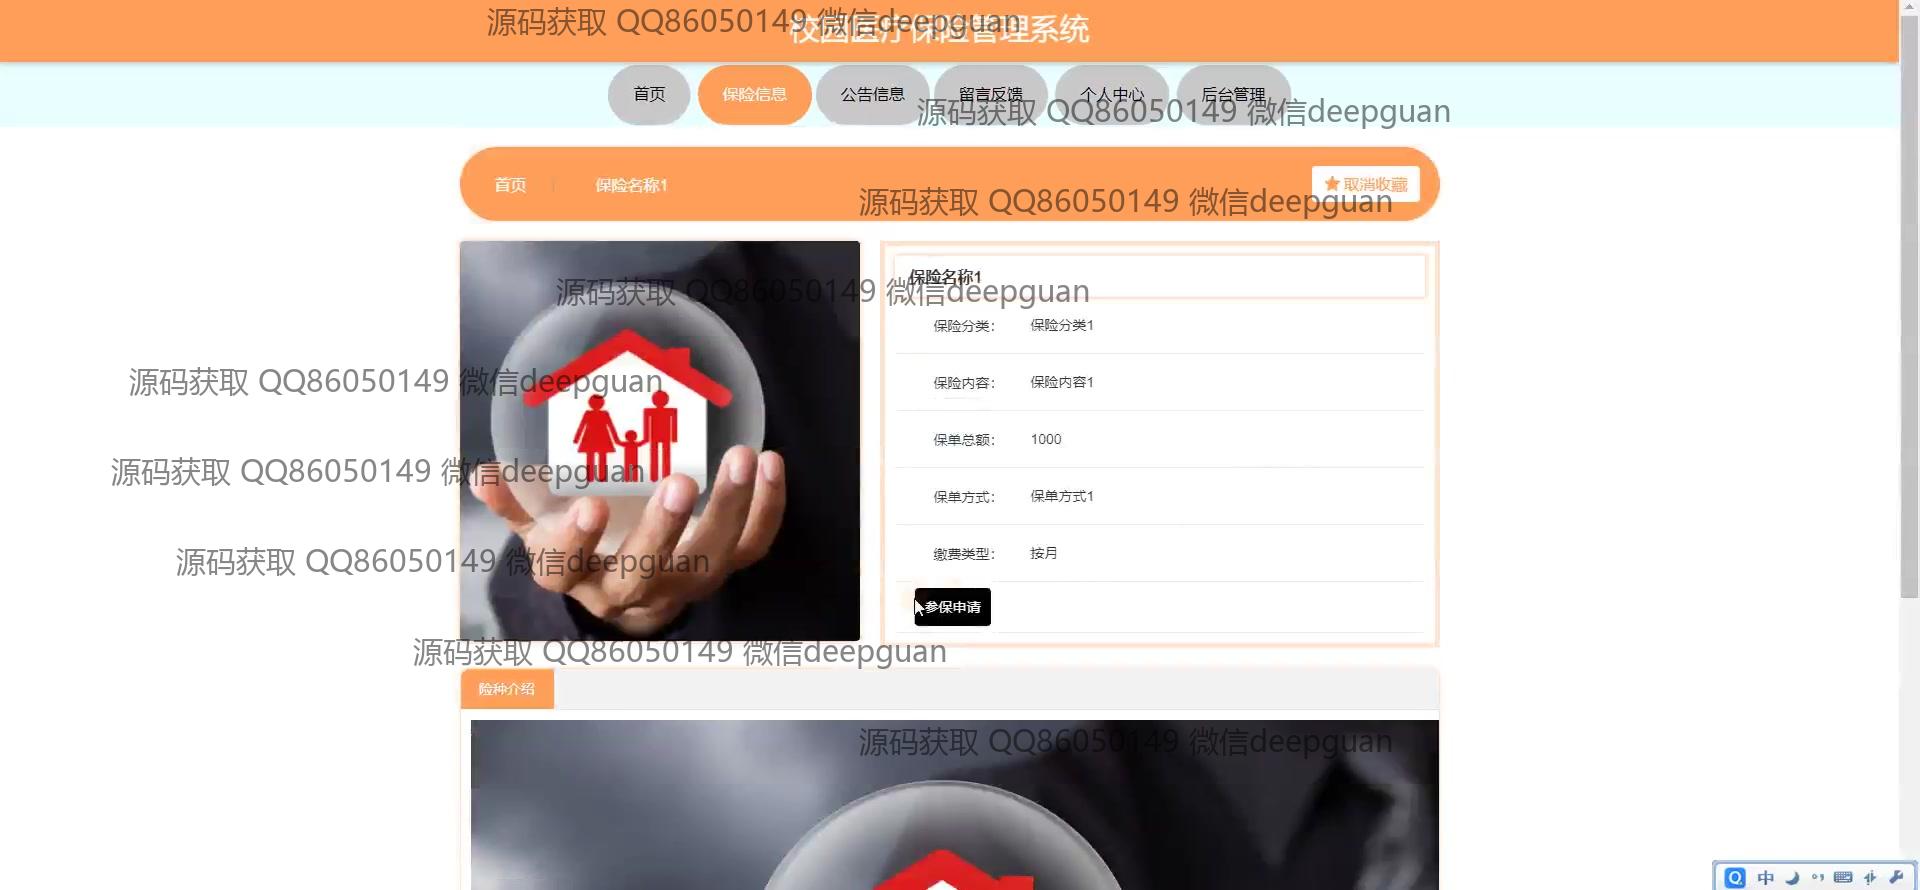 校园医疗保险管理系统
源码获取 QQ86050149 微信deepguan
首页
保险信息
公告信息
留言反馈
个人中心
后台管理
源码获取 QQ86050149 微信deepguan
首页
保险名称1
取消收藏
源码获取 QQ86050149 微信deepguan
保险名称1
源码获取 QQ86050149 微信deepguan
保险分类： 保险分类1
保险内容： 保险内容1
源码获取 QQ86050149 微信deepguan
保单总额： 1000
源码获取 QQ86050149 微信deepguan
保单方式： 保单方式1
缴费类型： 按月
源码获取 QQ86050149 微信deepguan
参保申请
源码获取 QQ86050149 微信deepguan
险种介绍
源码获取 QQ86050149 微信deepguan
中